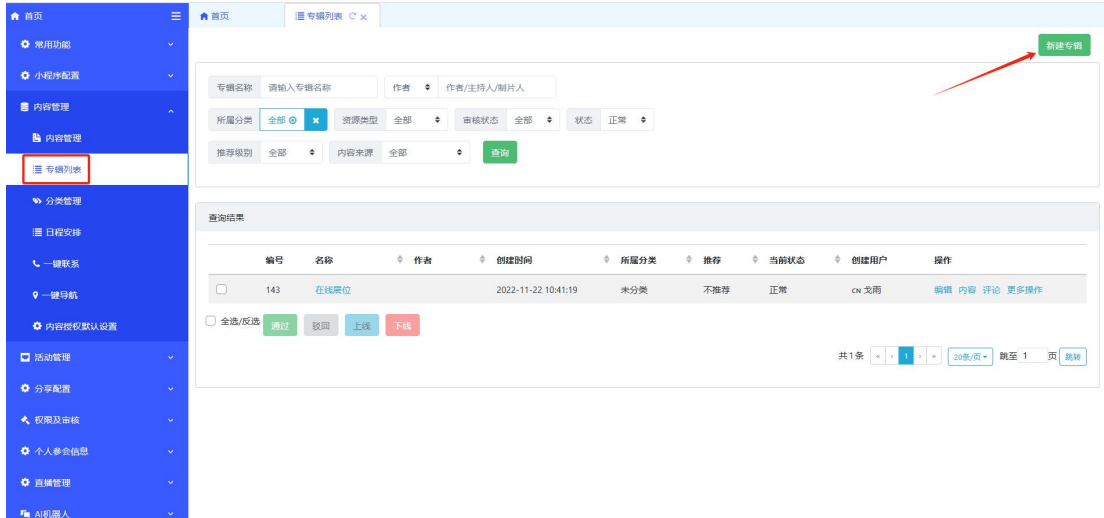 首页
首页
专辑列表
常用功能
新建专辑
小程序配置
专辑名称 请输入专辑名称 作者 作者/主持人/制片人
内容管理
所属分类 全部 资源类型 全部 审核状态 全部 状态 正常
内容管理
推荐级别 全部 内容来源 全部 查询
专辑列表
分类管理
查询结果
日程安排
编号 名称 作者 创建时间 所属分类 推荐 当前状态 创建用户 操作
一键联系
143 在线展位 2022-11-22 10:41:19 未分类 不推荐 正常 CN 戈雨 编辑 内容 评论 更多操作
一键导航
全选/反选 通过 驳回 上线 下线
内容授权默认设置
活动管理
共1条 « ‹ 1 › » 20条/页 跳至 1 页 跳转
分享配置
权限及审核
个人参会信息
直播管理
AI机器人